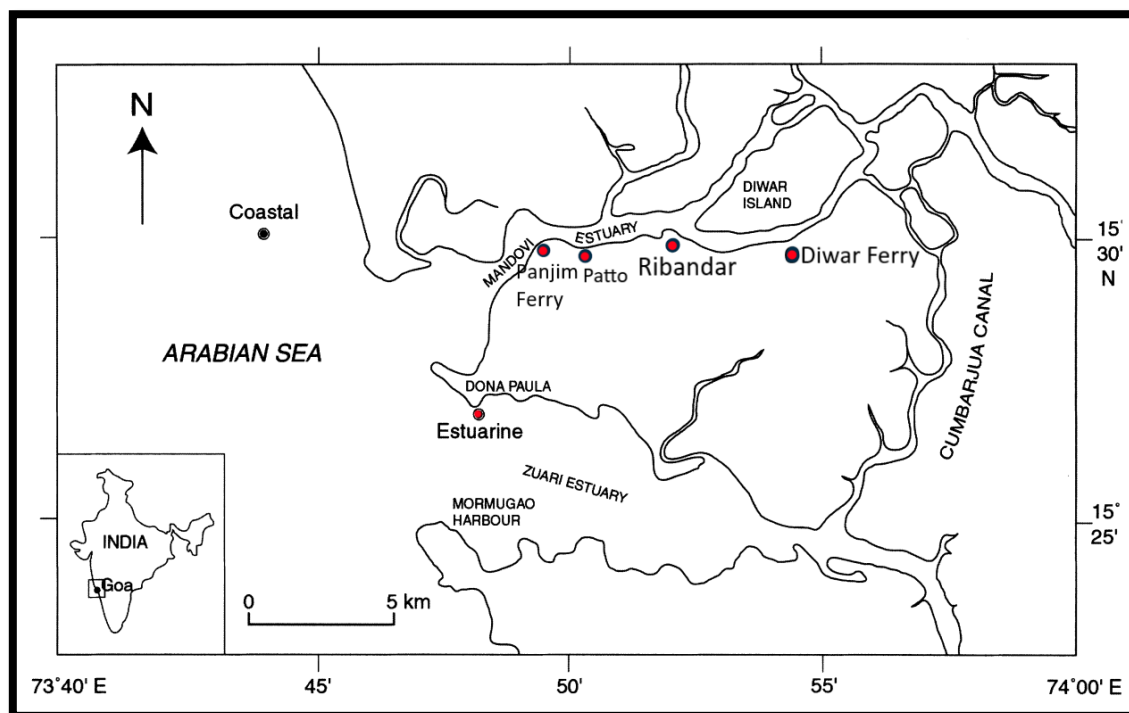 N
Coastal
ARABIAN SEA
MANDOVI
ESTUARY
DIWAR
ISLAND
Panjim
Ferry
Patto
Ribandar
Diwar Ferry
15'
30'
N
DONA PAULA
Estuarine
CUMBARJUA CANAL
ZUARI ESTUARY
MORMUGAO
HARBOUR
15°
25'
INDIA
Goa
0 5 km
73°40' E 45' 50' 55' 74°00' E